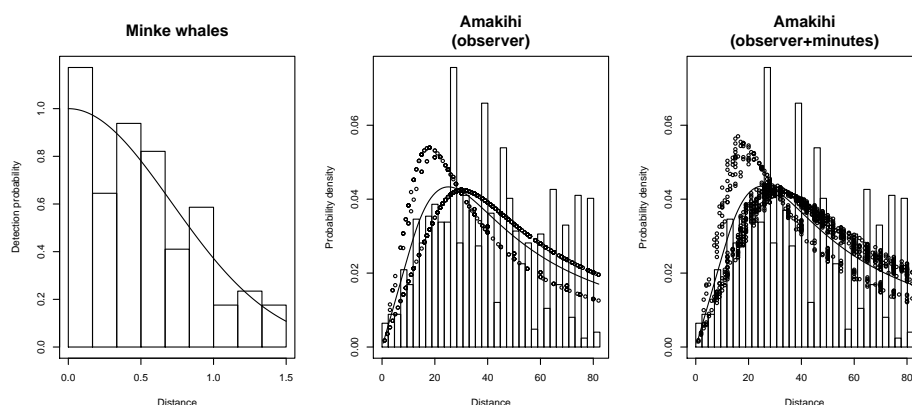 Minke whales
Detection probability
0.0 0.2 0.4 0.6 0.8 1.0
0.0 0.5 1.0 1.5
Distance
Amakihi
(observer)
Probability density
0.00 0.02 0.04 0.06
0 20 40 60 80
Distance
Amakihi
(observer+minutes)
Probability density
0.00 0.02 0.04 0.06
0 20 40 60 80
Distance